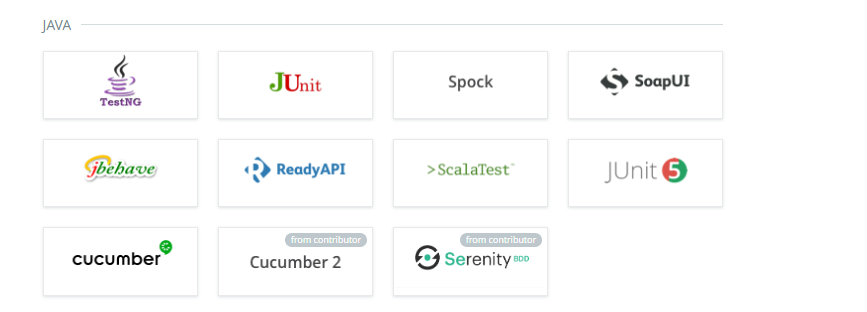 JAVA
TestNG
JUnit
Spock
SoapUI
jbehave
ReadyAPI
>ScalaTest™
JUnit 5
cucumber
from contributor
Cucumber 2
from contributor
Serenity BDD